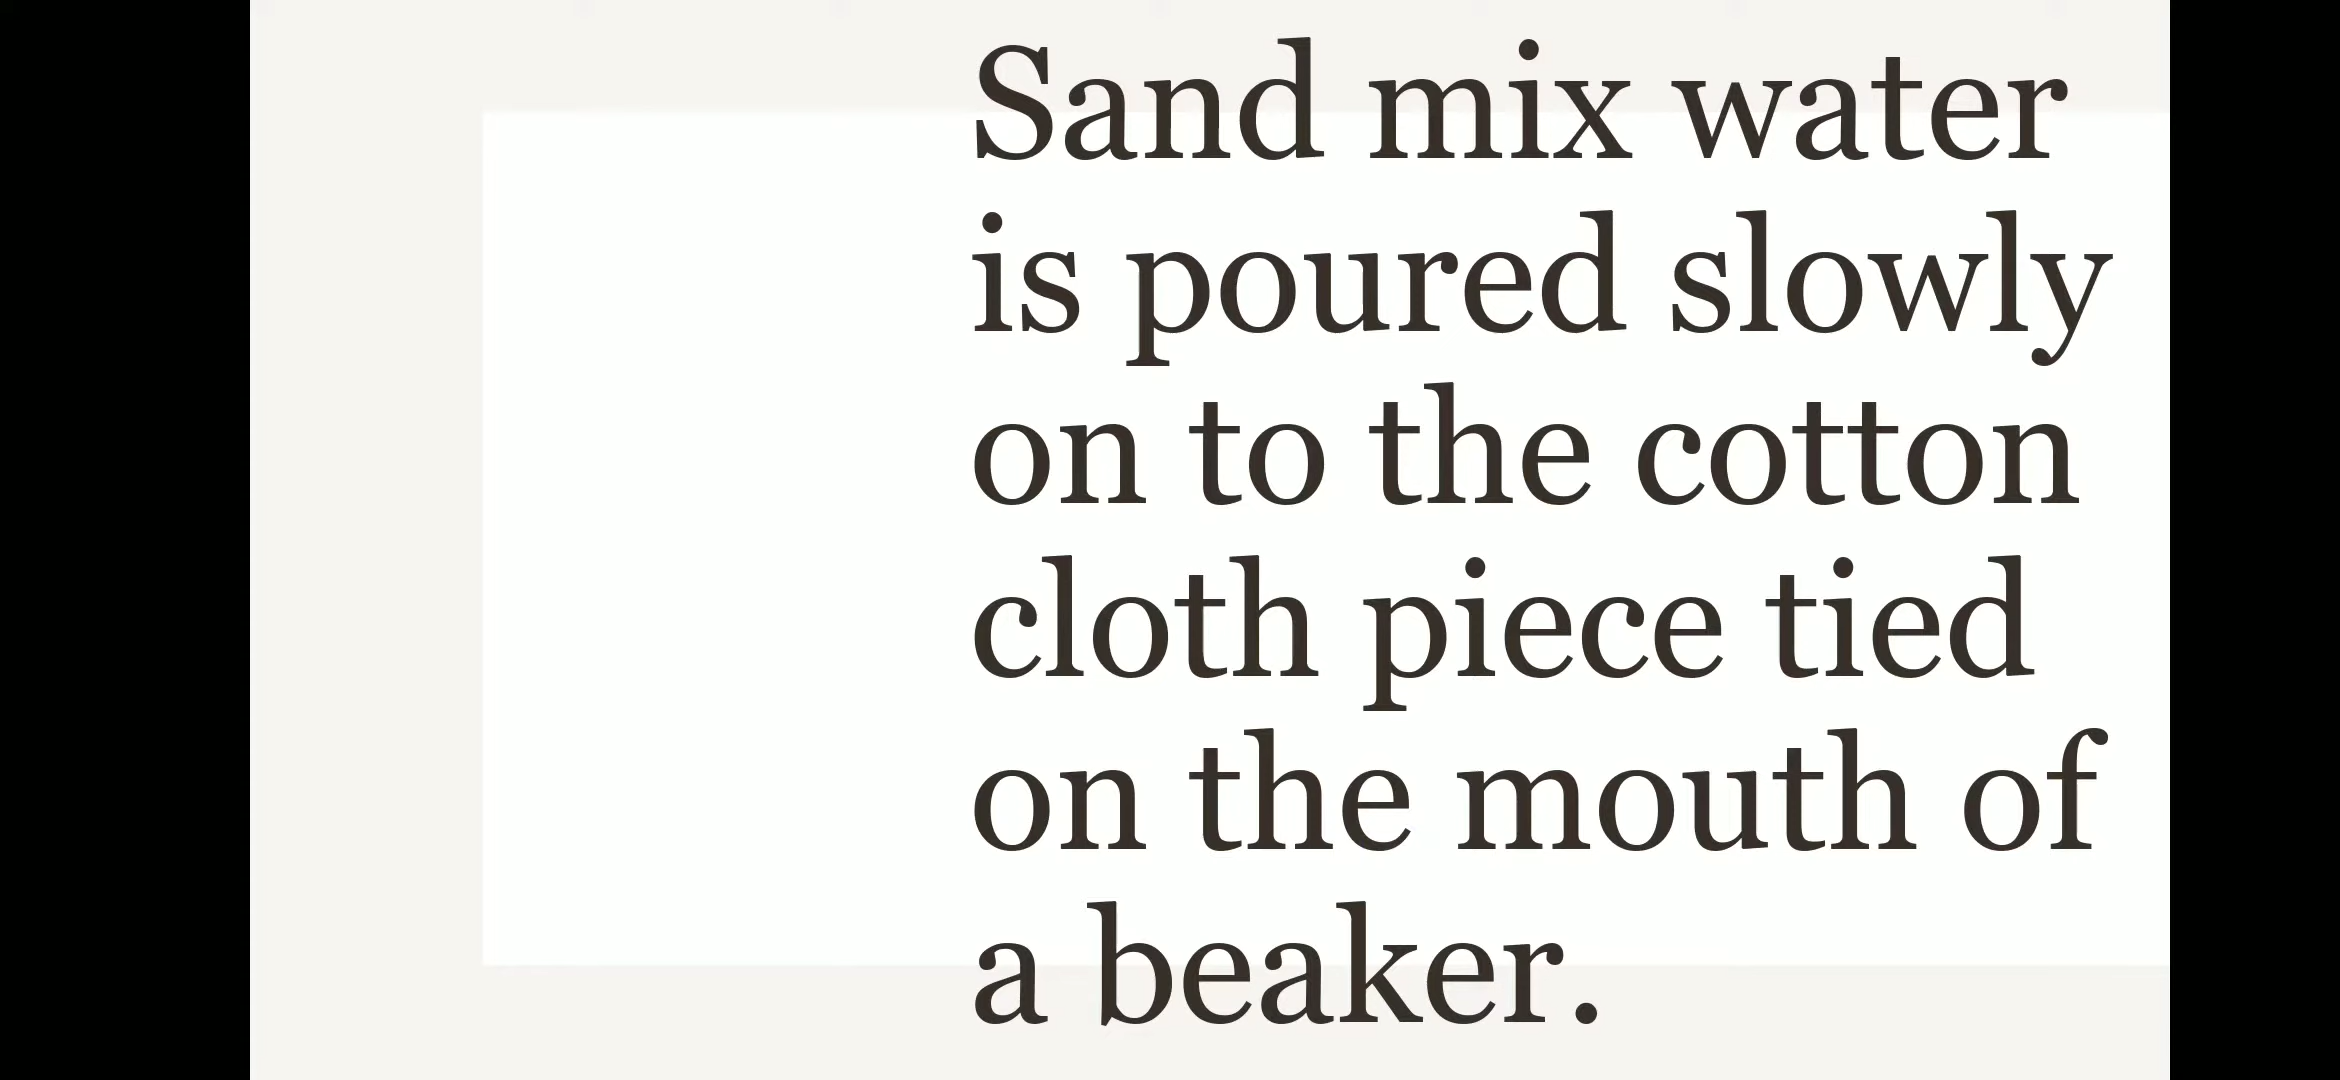 Sand mix water
is poured slowly
on to the cotton
cloth piece tied
on the mouth of
a beaker.